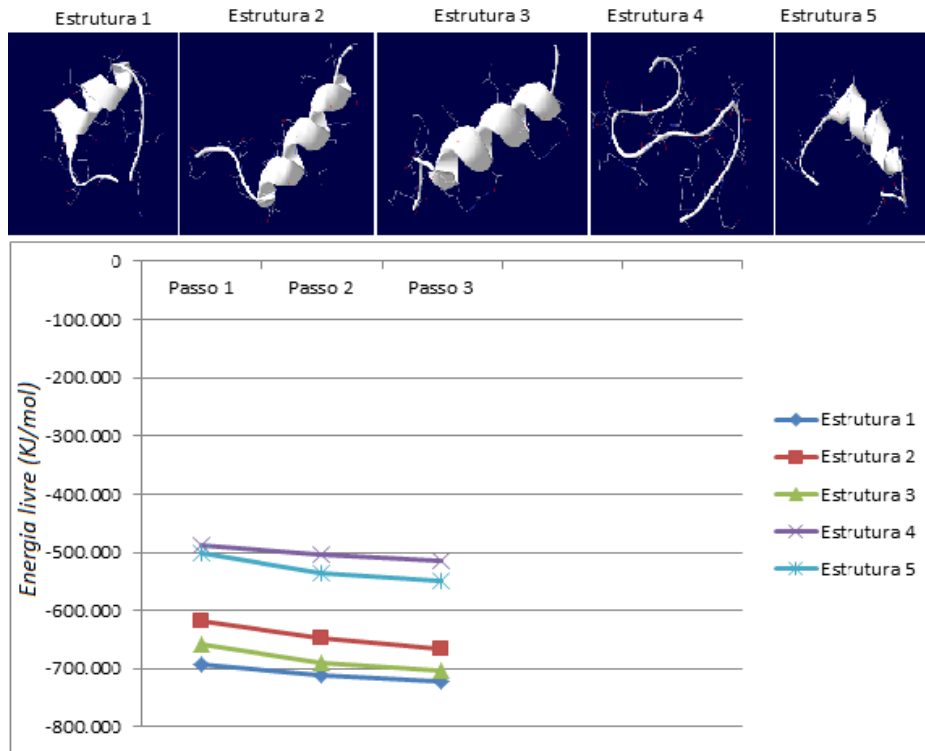 Estrutura 1 Estrutura 2 Estrutura 3 Estrutura 4 Estrutura 5
0
Passo 1 Passo 2 Passo 3
-100.000
-200.000
-300.000
-400.000
-500.000
-600.000
-700.000
-800.000
Energia livre (KJ/mol)
Estrutura 1
Estrutura 2
Estrutura 3
Estrutura 4
Estrutura 5